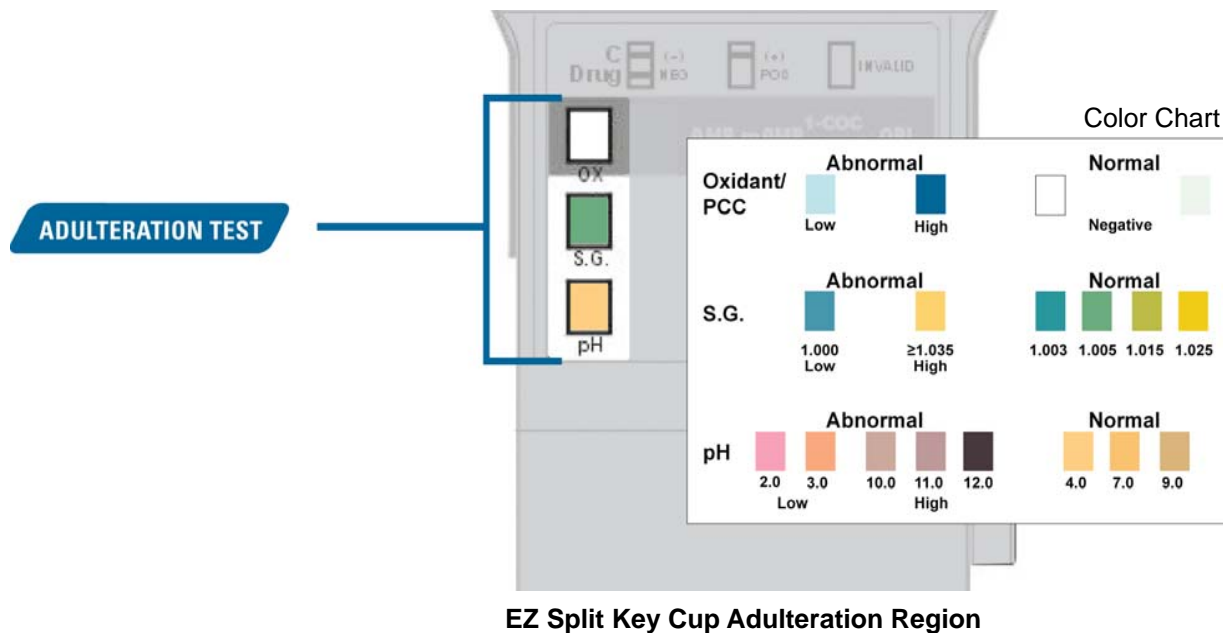 C (-) (+)
Drug NEG POS INVALID
1-COC
Color Chart
ADULTERATION TEST
OX
S.G.
pH
Abnormal Normal
Oxidant/
PCC
Low High Negative
Abnormal Normal
S.G.
1.000 ≥1.035 1.003 1.005 1.015 1.025
Low High
Abnormal Normal
pH
2.0 3.0 10.0 11.0 12.0 4.0 7.0 9.0
Low High
EZ Split Key Cup Adulteration Region